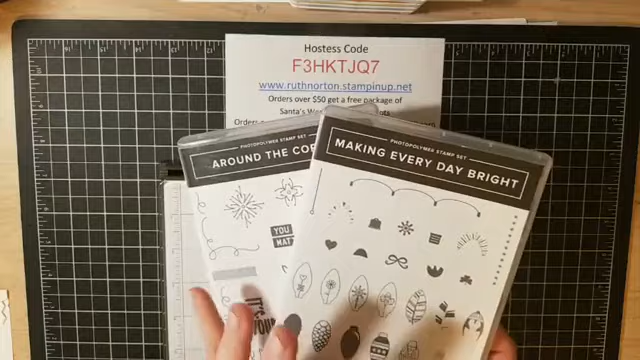 Hostess Code
F3HKTJQ7
www.ruthnorton.stampinup.net
Orders over $50 get a free package of
Santa's
Orders
PHOTOPOLYMER STAMP SET
AROUND THE
PHOTOPOLYMER STAMP SET
MAKING EVERY DAY BRIGHT
YOU